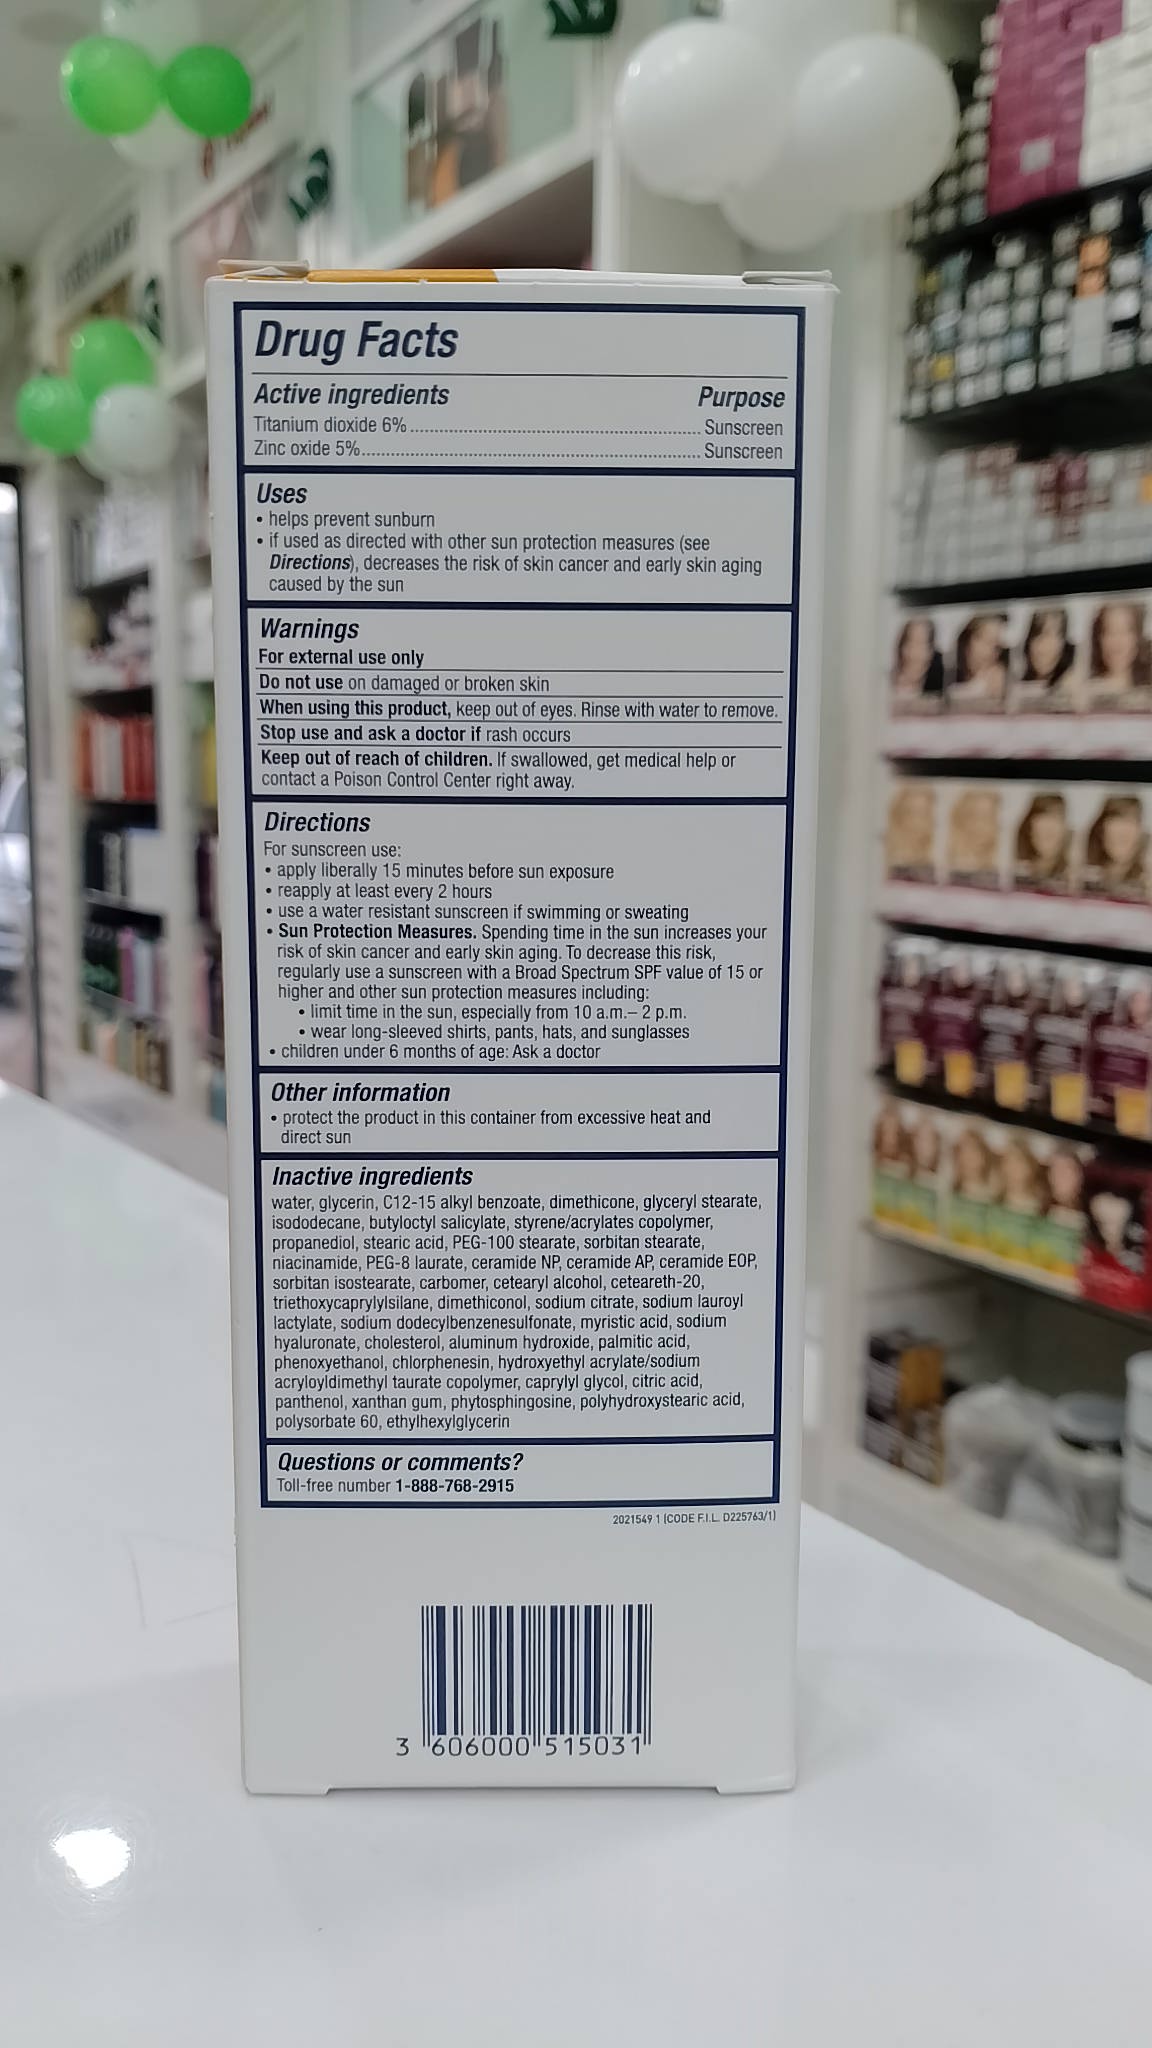 Drug Facts
Active ingredients Purpose
Titanium dioxide 6% ........................................................ Sunscreen
Zinc oxide 5%................................................................. Sunscreen
Uses
• helps prevent sunburn
• if used as directed with other sun protection measures (see
Directions), decreases the risk of skin cancer and early skin aging
caused by the sun
Warnings
For external use only
Do not use on damaged or broken skin
When using this product, keep out of eyes. Rinse with water to remove.
Stop use and ask a doctor if rash occurs
Keep out of reach of children. If swallowed, get medical help or
contact a Poison Control Center right away.
Directions
For sunscreen use:
• apply liberally 15 minutes before sun exposure
• reapply at least every 2 hours
• use a water resistant sunscreen if swimming or sweating
• Sun Protection Measures. Spending time in the sun increases your
risk of skin cancer and early skin aging. To decrease this risk,
regularly use a sunscreen with a Broad Spectrum SPF value of 15 or
higher and other sun protection measures including:
• limit time in the sun, especially from 10 a.m.– 2 p.m.
• wear long-sleeved shirts, pants, hats, and sunglasses
• children under 6 months of age: Ask a doctor
Other information
• protect the product in this container from excessive heat and
direct sun
Inactive ingredients
water, glycerin, C12-15 alkyl benzoate, dimethicone, glyceryl stearate,
isododecane, butyloctyl salicylate, styrene/acrylates copolymer,
propanediol, stearic acid, PEG-100 stearate, sorbitan stearate,
niacinamide, PEG-8 laurate, ceramide NP, ceramide AP, ceramide EOP,
sorbitan isostearate, carbomer, cetearyl alcohol, ceteareth-20,
triethoxycaprylylsilane, dimethiconol, sodium citrate, sodium lauroyl
lactylate, sodium dodecylbenzenesulfonate, myristic acid, sodium
hyaluronate, cholesterol, aluminum hydroxide, palmitic acid,
phenoxyethanol, chlorphenesin, hydroxyethyl acrylate/sodium
acryloyldimethyl taurate copolymer, caprylyl glycol, citric acid,
panthenol, xanthan gum, phytosphingosine, polyhydroxystearic acid,
polysorbate 60, ethylhexylglycerin
Questions or comments?
Toll-free number 1-888-768-2915
2021549 1 (CODE F.I.L. D225763/1)
3 606000 515031